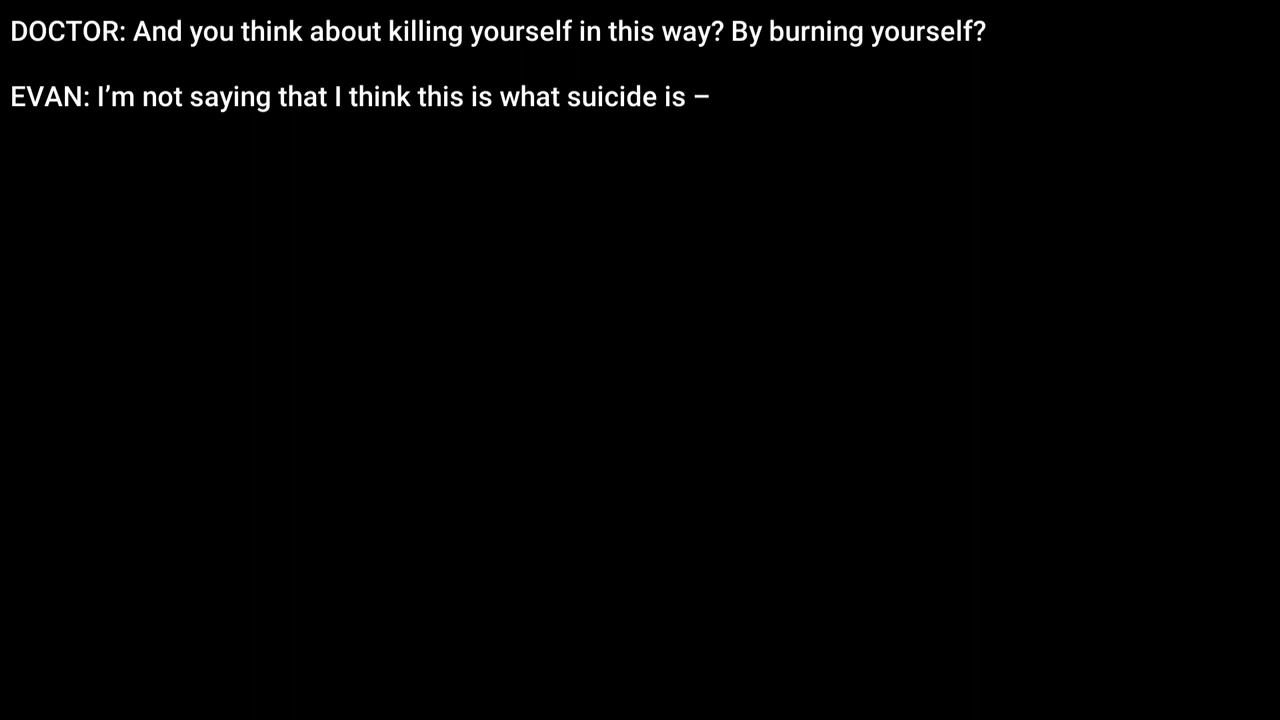 DOCTOR: And you think about killing yourself in this way? By burning yourself?
EVAN: I’m not saying that I think this is what suicide is –